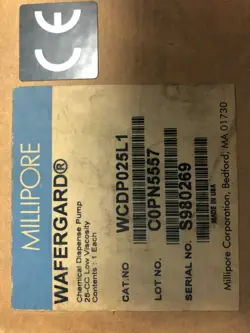 CE
MILLIPORE
WAFERGARD®
Chemical Dispense Pump
25-CC Low Viscosity
Contents : 1 Each
CAT.NO
WCDP025L1
LOT NO.
C0PN5557
SERIAL NO.
S980269
MADE IN USA
Millipore Corporation, Bedford, MA 01730